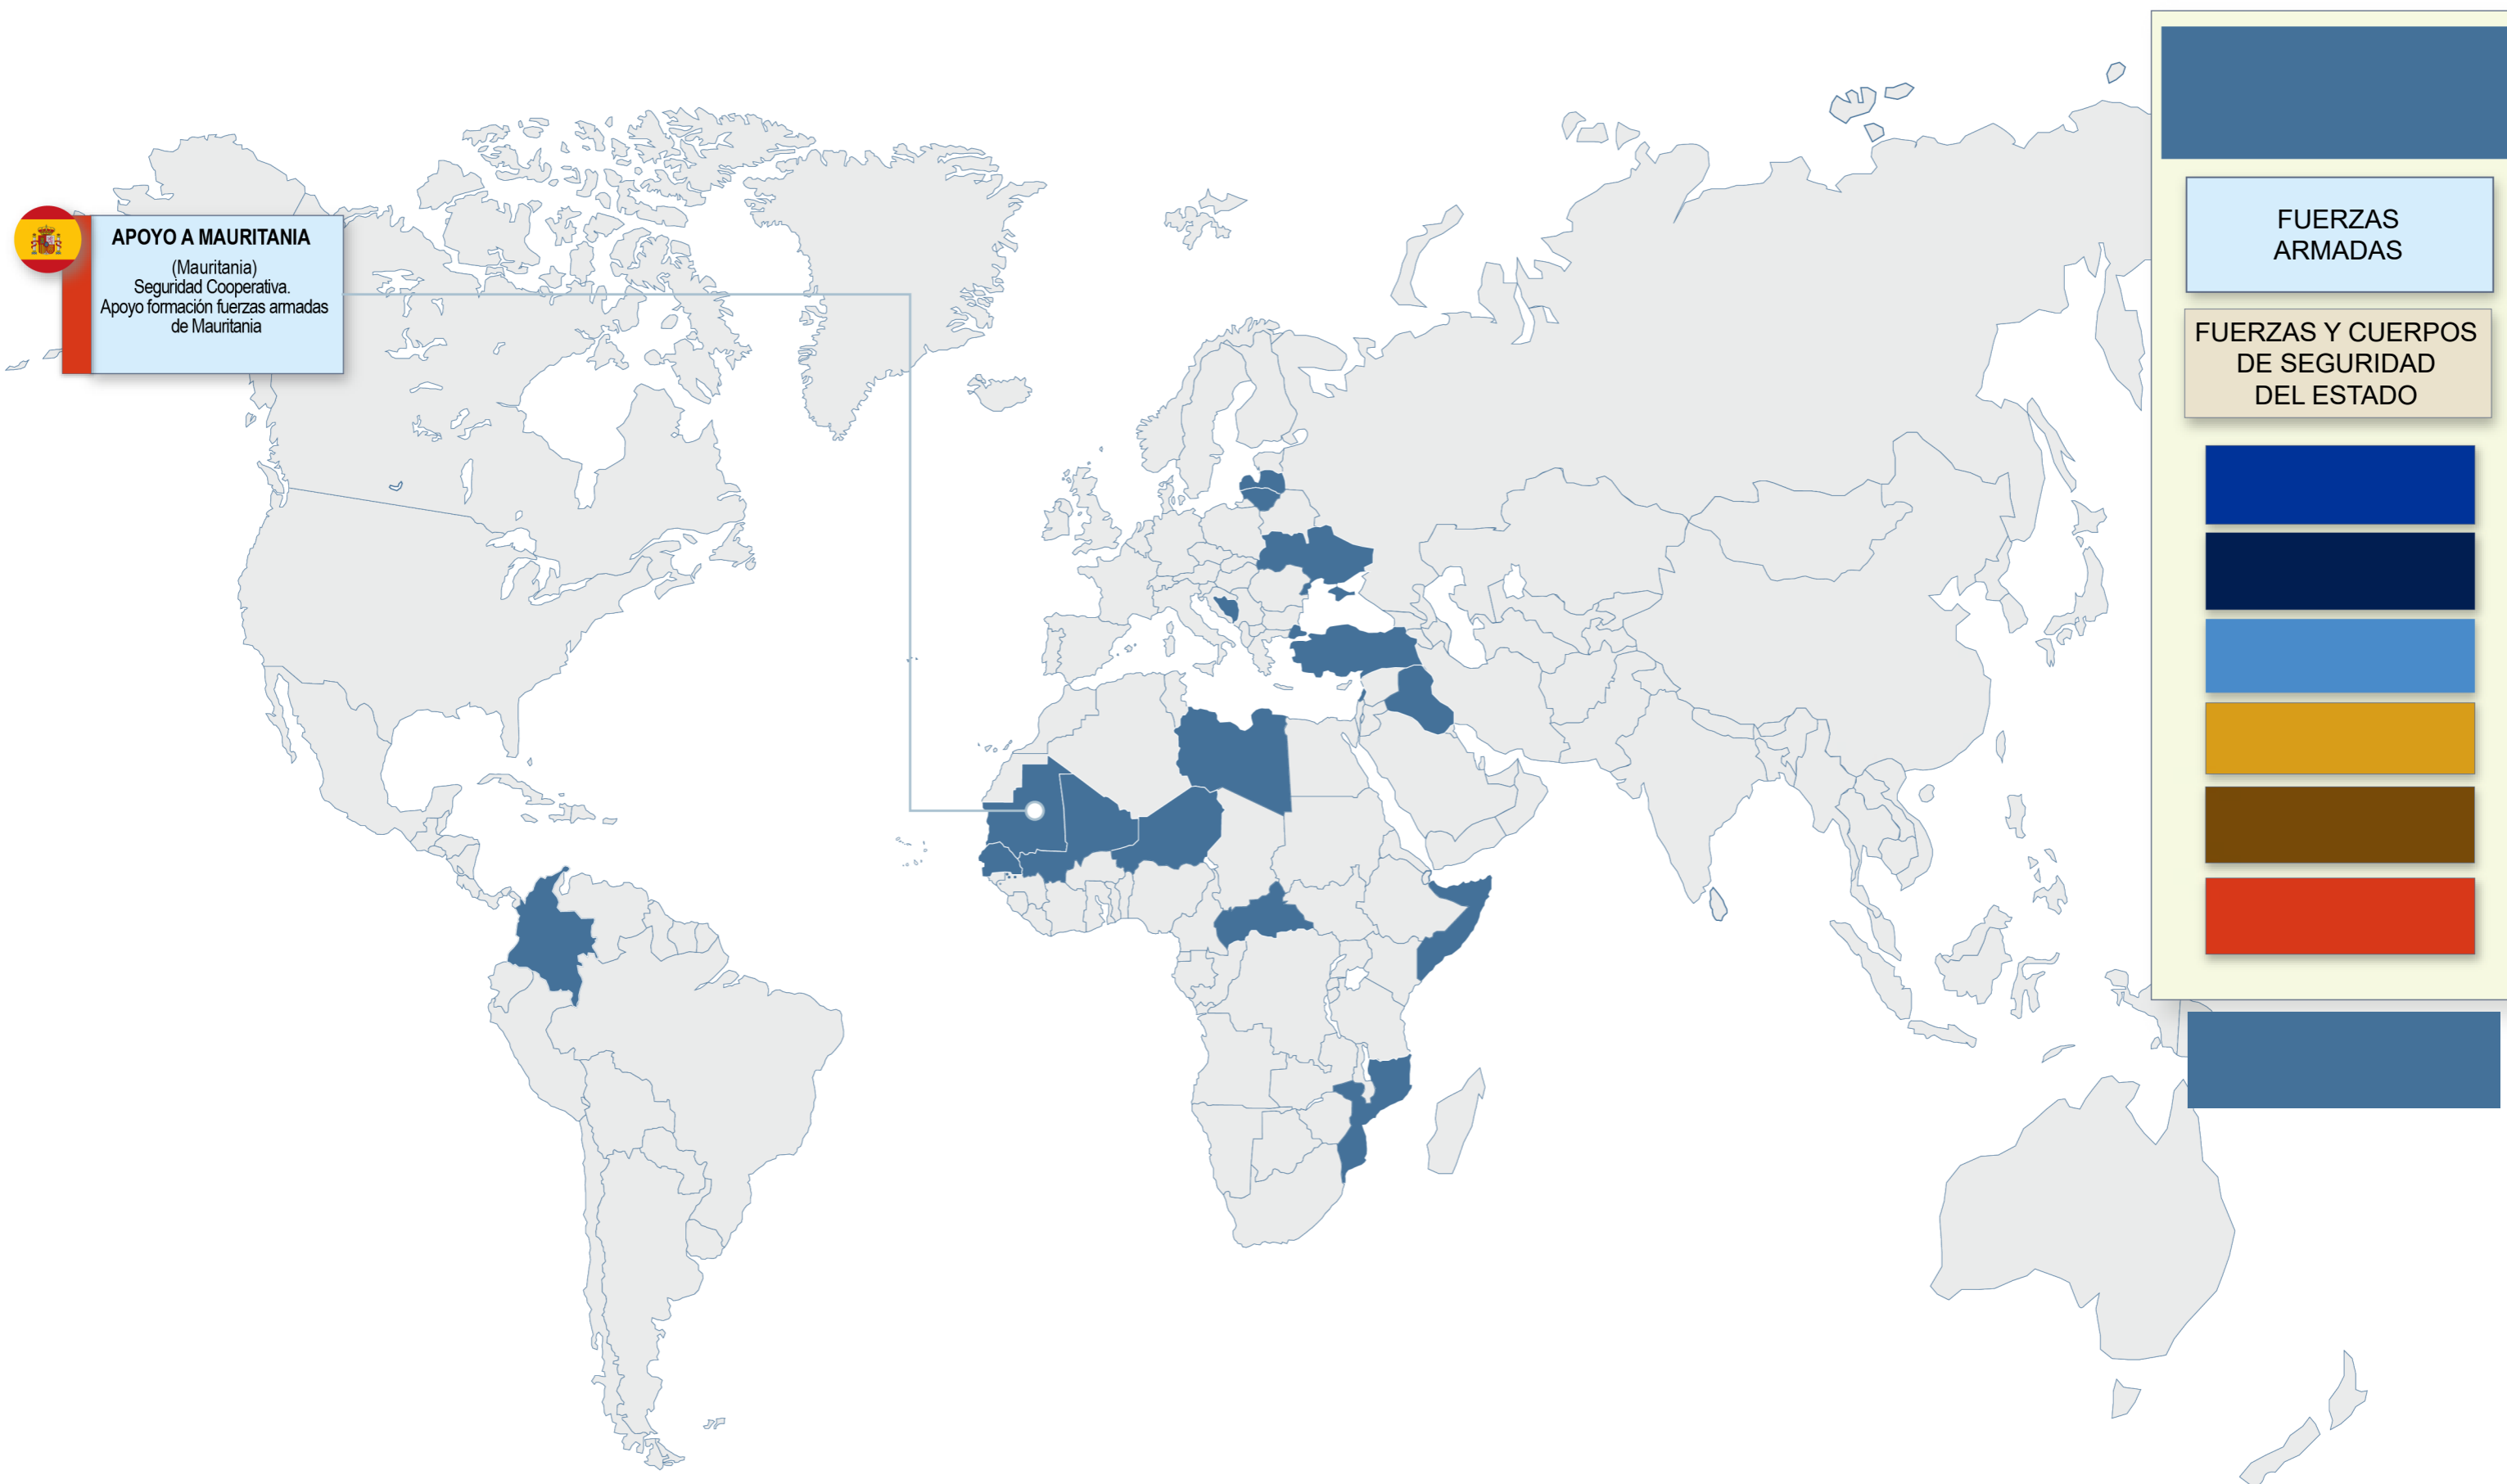 APOYO A MAURITANIA
(Mauritania)
Seguridad Cooperativa.
Apoyo formación fuerzas armadas
de Mauritania
FUERZAS
ARMADAS
FUERZAS Y CUERPOS
DE SEGURIDAD
DEL ESTADO